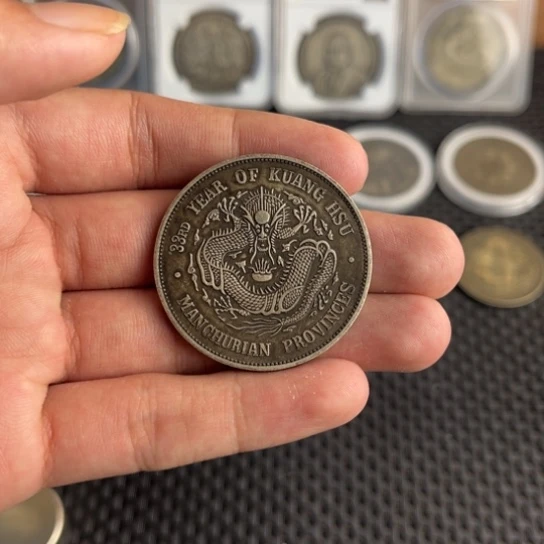 33RD YEAR OF KUANG HSU
MANCHURIAN PROVINCES